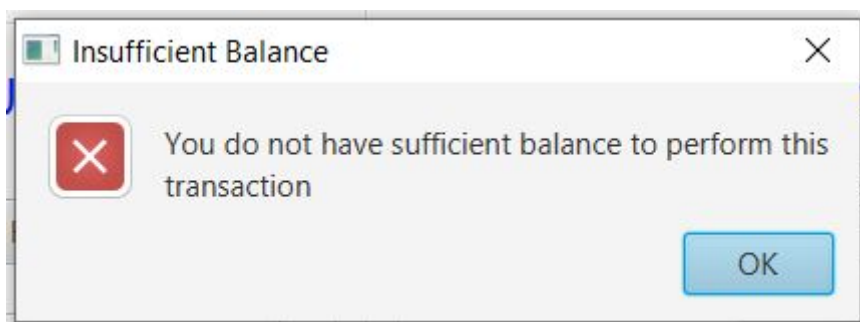 Insufficient Balance
You do not have sufficient balance to perform this
transaction
OK